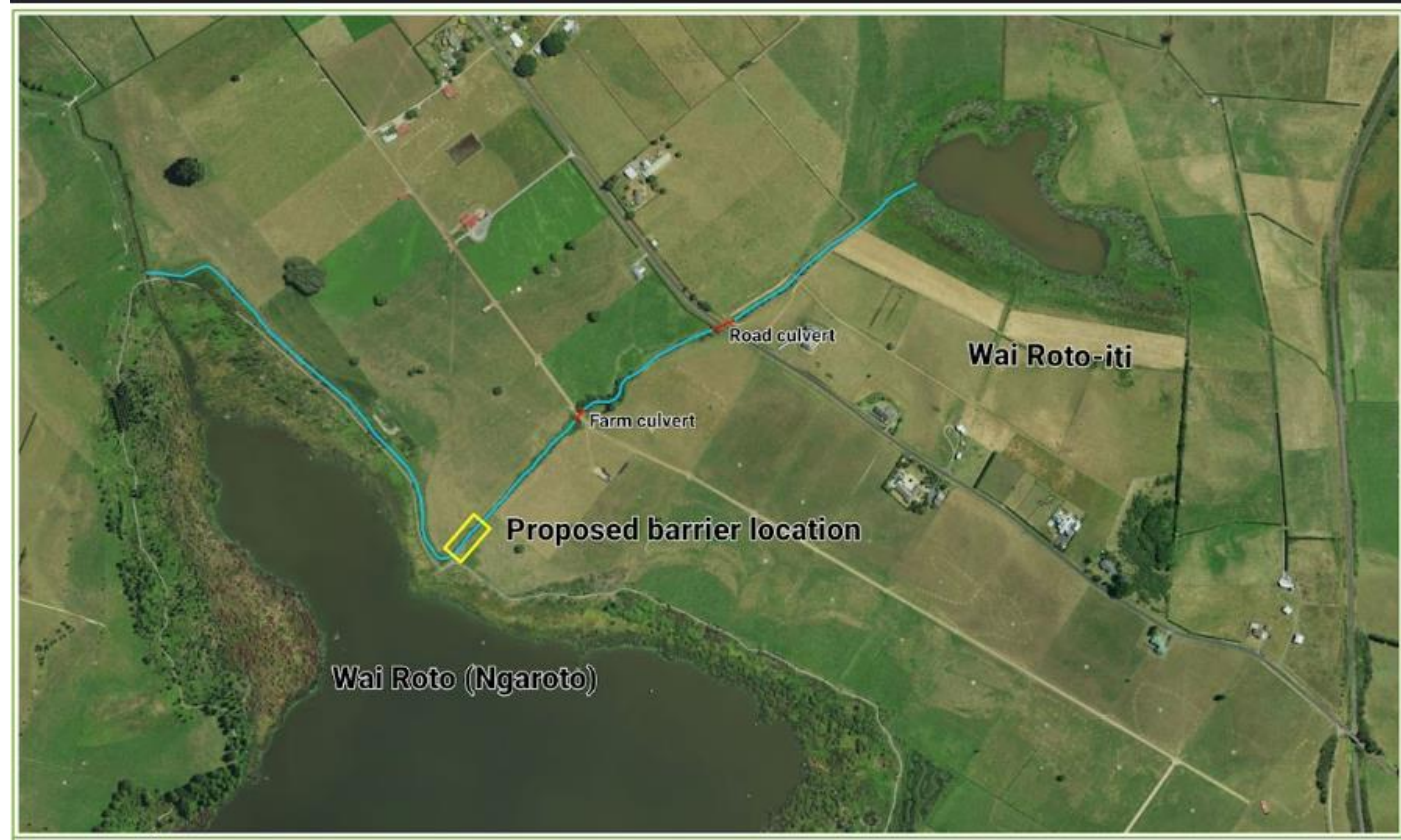 Road culvert
Wai Roto-iti
Farm culvert
Proposed barrier location
Wai Roto (Ngaroto)